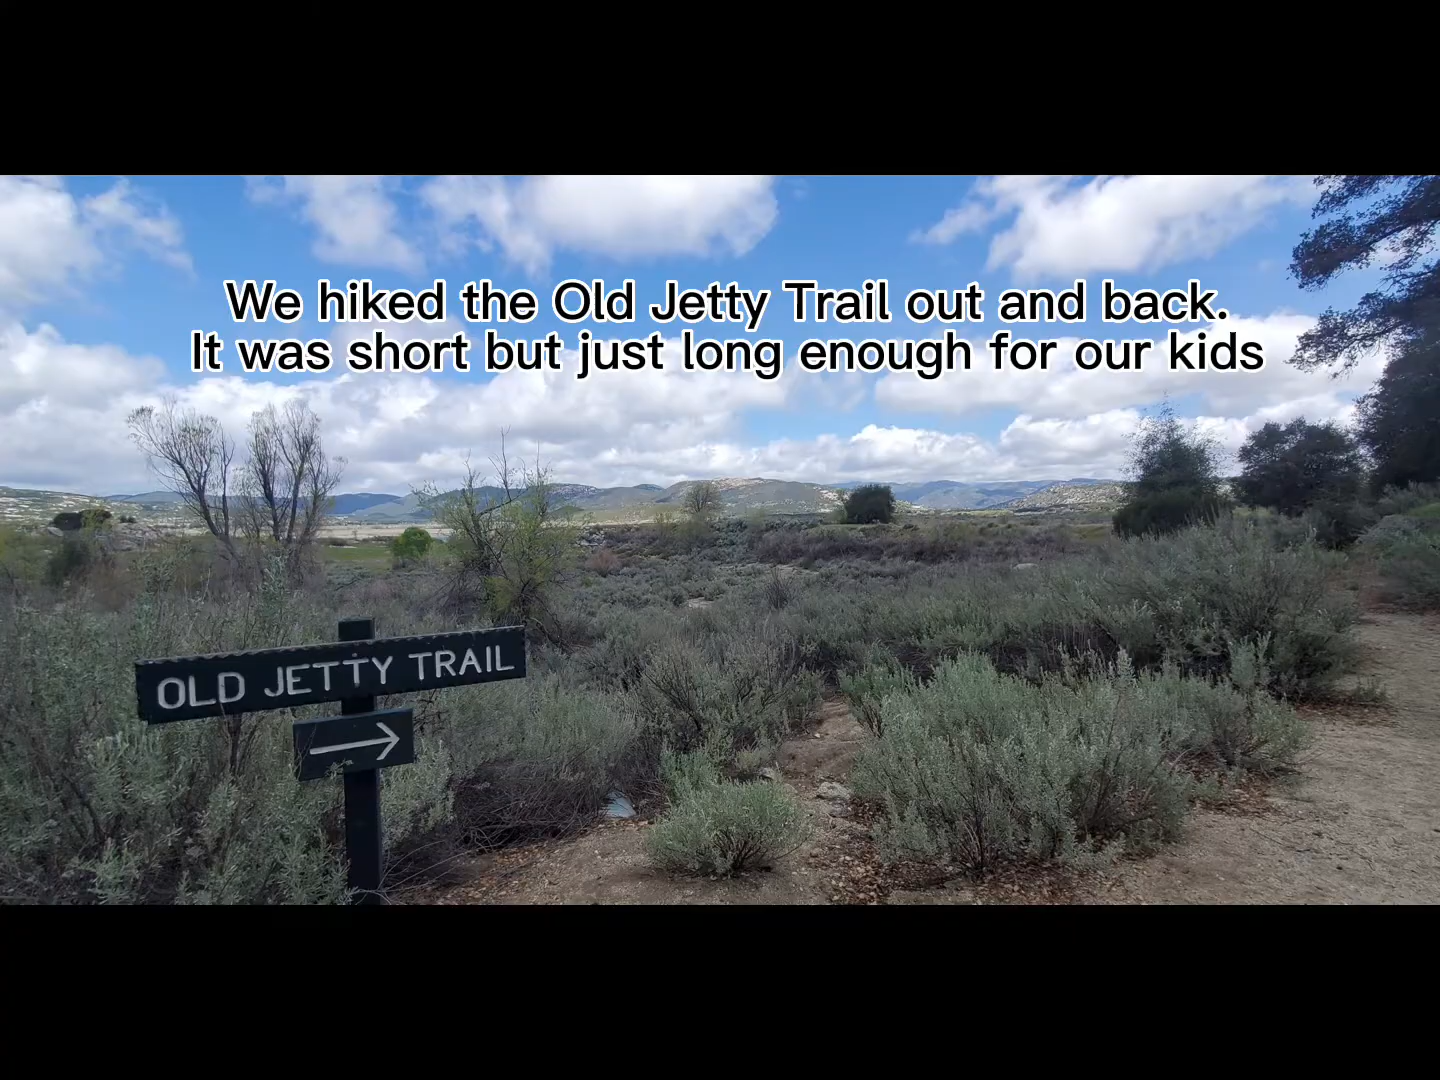 We hiked the Old Jetty Trail out and back.
It was short but just long enough for our kids
OLD JETTY TRAIL